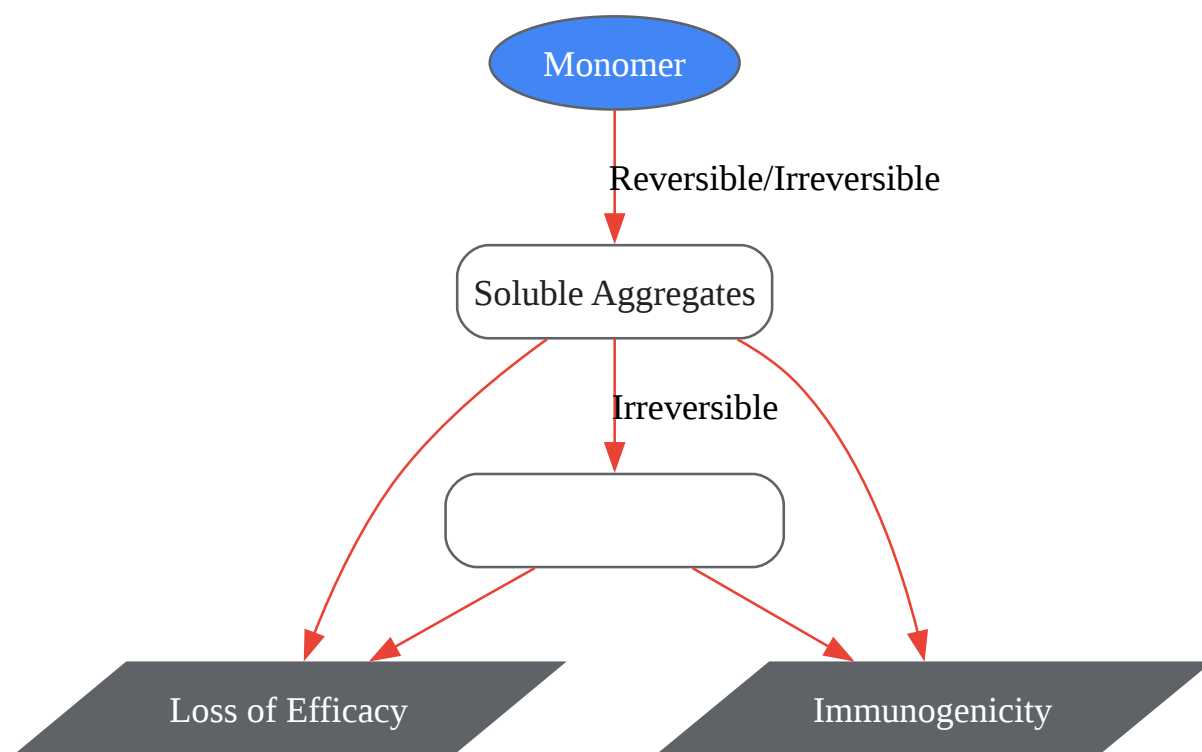 Monomer
Reversible/Irreversible
Soluble Aggregates
Irreversible
Loss of Efficacy
Immunogenicity